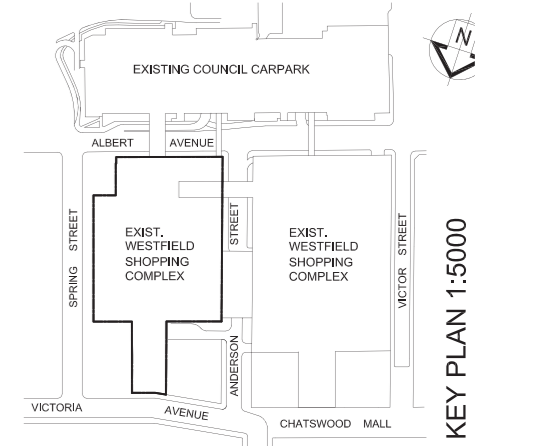 EXISTING COUNCIL CARPARK
N
ALBERT AVENUE
SPRING STREET
EXIST.
WESTFIELD
SHOPPING
COMPLEX
ANDERSON STREET
EXIST.
WESTFIELD
SHOPPING
COMPLEX
VICTOR STREET
VICTORIA AVENUE
CHATSWOOD MALL
KEY PLAN 1:5000